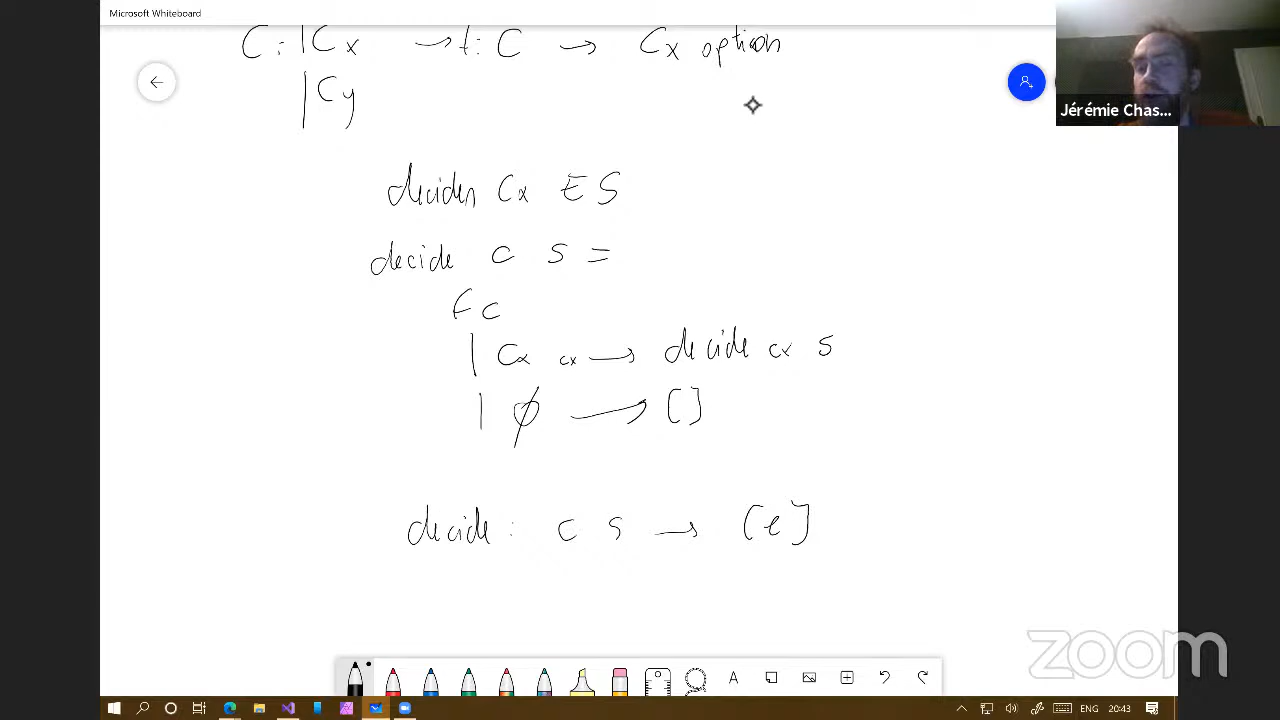 Microsoft Whiteboard
C : | Cx → f : C → Cx option
| Cy
Jérémie Chas...
decider Cx E S
decide c s =
f c
| Cx cx → decide cx s
| ∅ → []
decide : c s → [e]
zoom
A
ENG 20:43